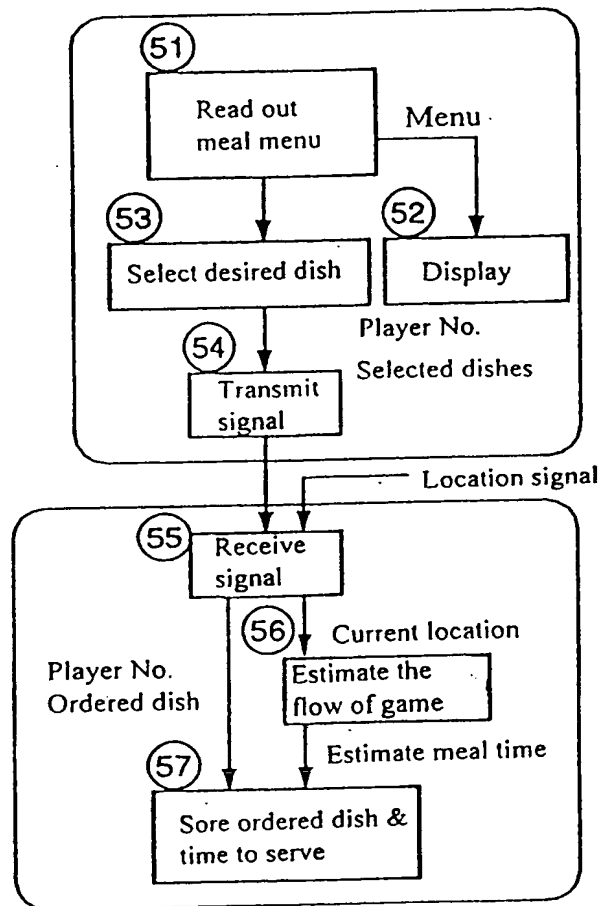 51
Read out
meal menu
Menu
53
52
Select desired dish
Display
54
Player No.
Selected dishes
Transmit
signal
Location signal
55
Receive
signal
56
Current location
Player No.
Ordered dish
Estimate the
flow of game
Estimate meal time
57
Sore ordered dish &
time to serve